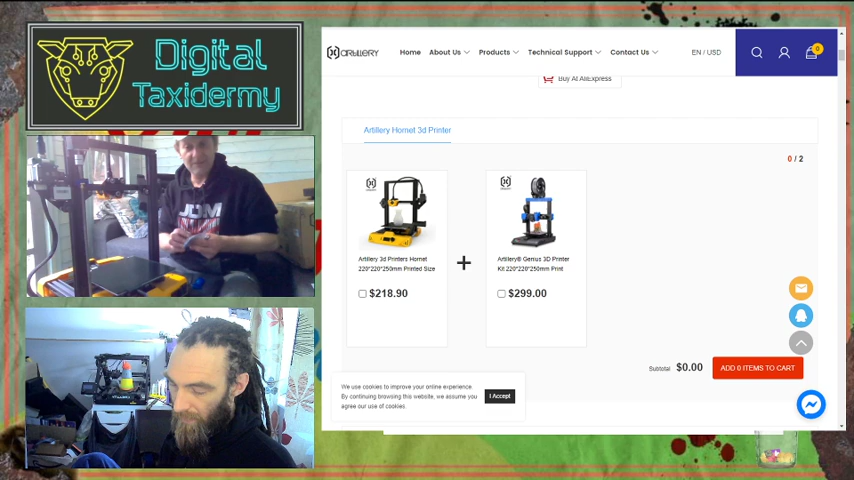 Digital
Taxidermy
JDM
ARTILLERY
Home
About Us
Products
Technical Support
Contact Us
EN / USD
0
Buy At AliExpress
Artillery Hornet 3d Printer
0 / 2
Artillery 3d Printers Hornet
220*220*250mm Printed Size
$218.90
+
Artillery® Genius 3D Printer
Kit 220*220*250mm Print
$299.00
Subtotal $0.00
ADD 0 ITEMS TO CART
We use cookies to improve your online experience.
By continuing browsing this website, we assume you
agree our use of cookies.
I Accept